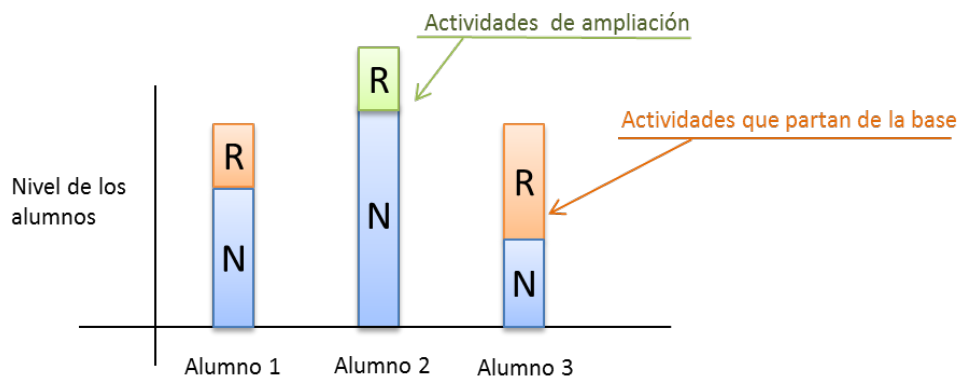 Actividades de ampliación
R
Actividades que partan de la base
R
R
Nivel de los
alumnos
N
N
N
Alumno 1
Alumno 2
Alumno 3